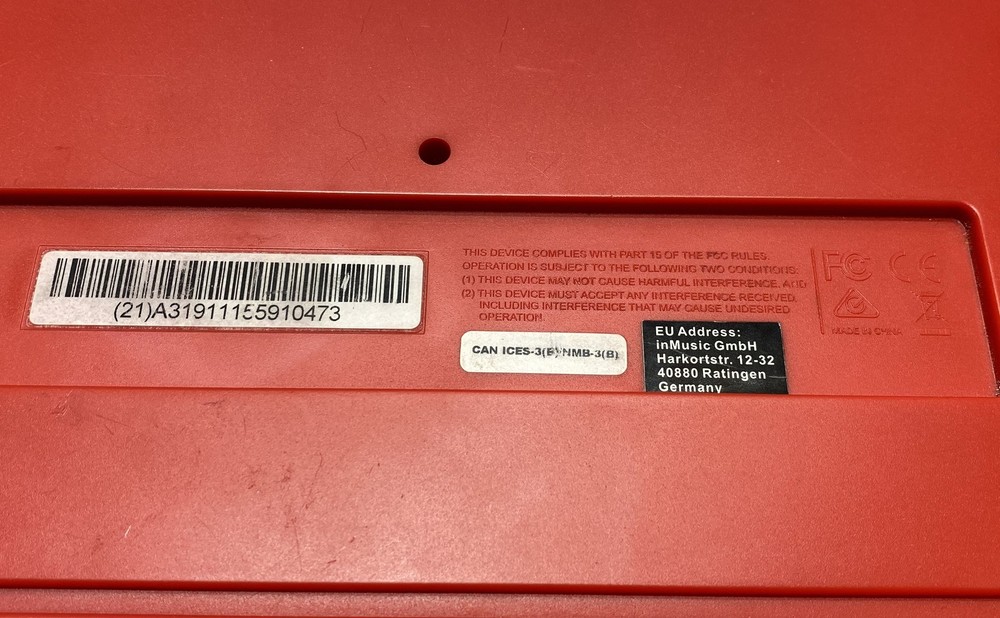 (21)A31911155910473
THIS DEVICE COMPLIES WITH PART 15 OF THE FCC RULES.
OPERATION IS SUBJECT TO THE FOLLOWING TWO CONDITIONS:
(1) THIS DEVICE MAY NOT CAUSE HARMFUL INTERFERENCE, AND
(2) THIS DEVICE MUST ACCEPT ANY INTERFERENCE RECEIVED,
INCLUDING INTERFERENCE THAT MAY CAUSE UNDESIRED
OPERATION.
CAN ICES-3(B)/NMB-3(B)
EU Address:
inMusic GmbH
Harkortstr. 12-32
40880 Ratingen
Germany
FC CE
MADE IN CHINA